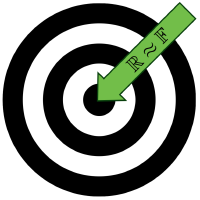 ℝ ≈ 𝔽